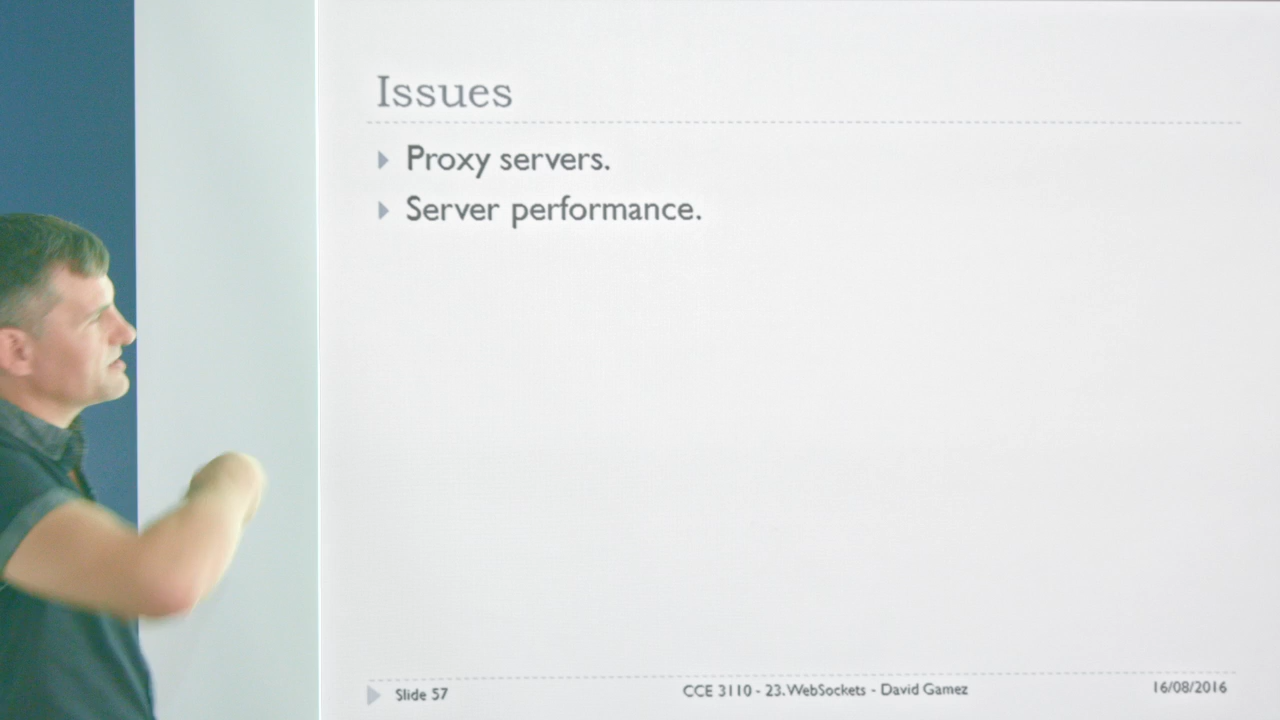 Issues
Proxy servers.
Server performance.
Slide 57
CCE 3110 - 23. WebSockets - David Gamez
16/08/2016